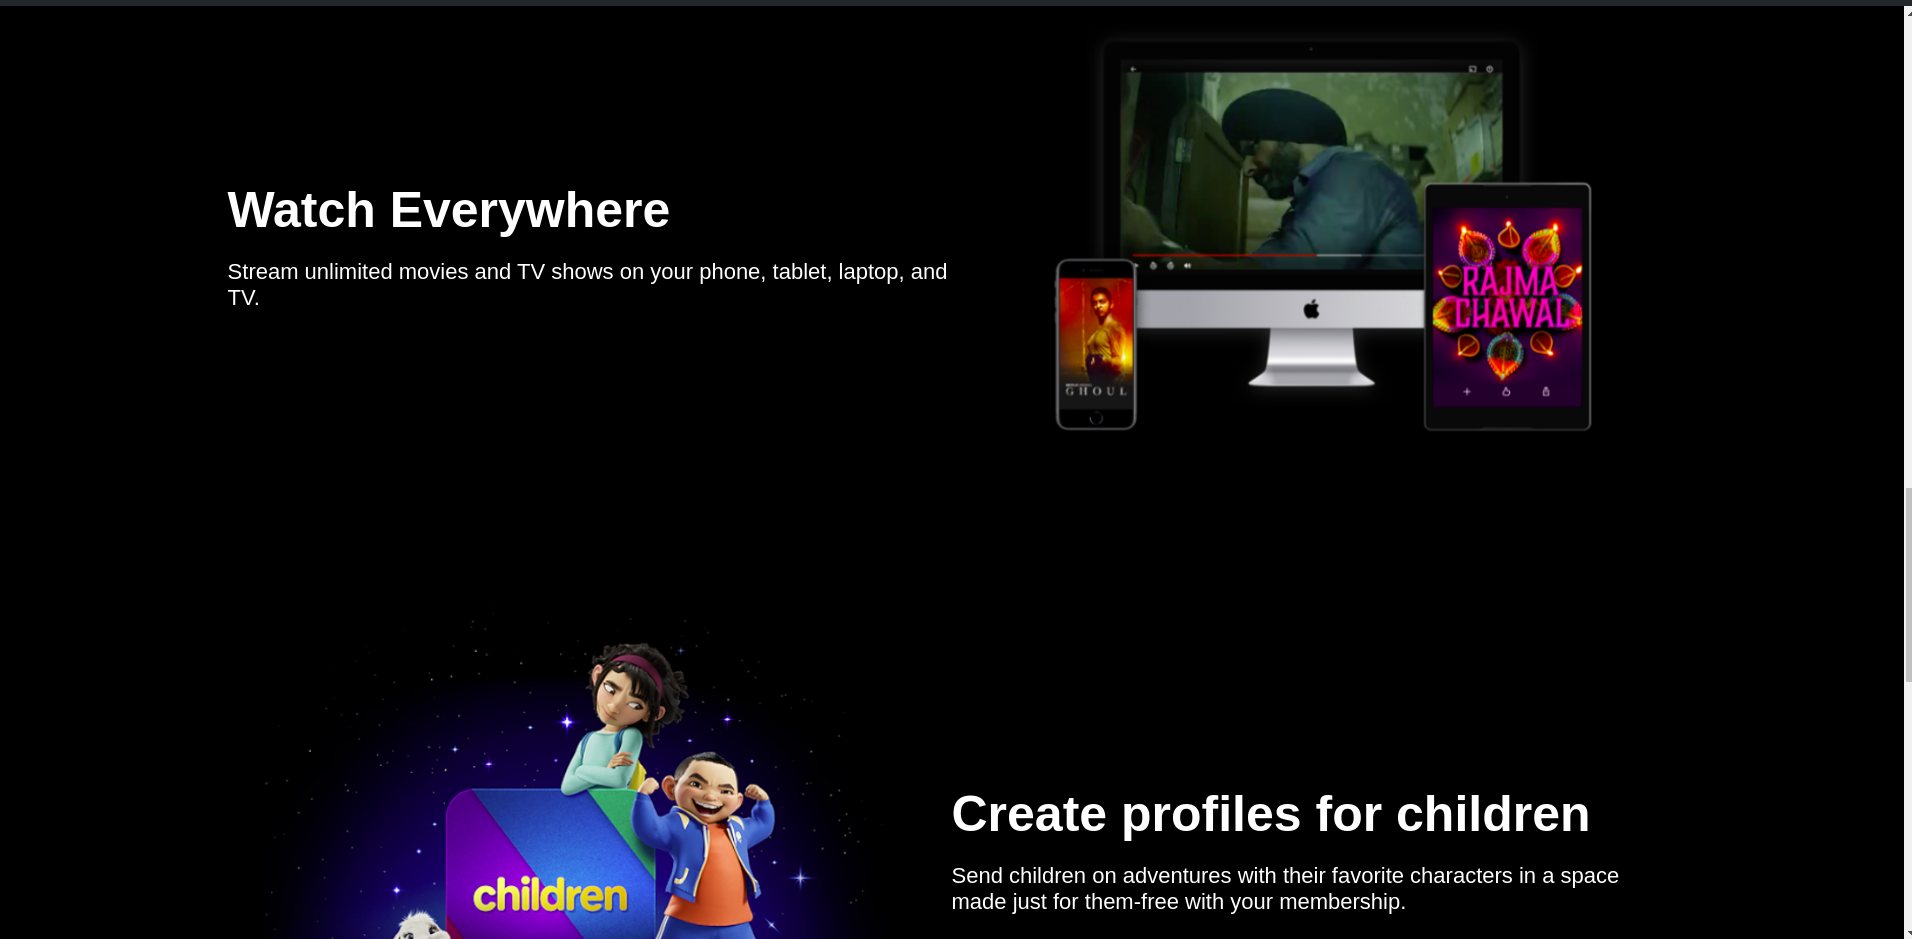 Watch Everywhere
Stream unlimited movies and TV shows on your phone, tablet, laptop, and
TV.
RAJMA
CHAWAL
GHOUL
children
Create profiles for children
Send children on adventures with their favorite characters in a space
made just for them-free with your membership.